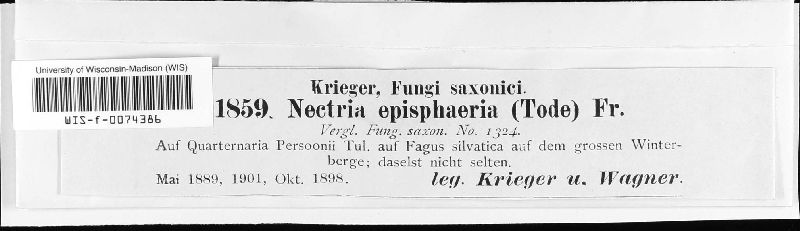 University of Wisconsin-Madison (WIS)
WIS-f-0074386
Krieger, Fungi saxonici.
1859. Nectria episphaeria (Tode) Fr.
Vergl. Fung. saxon. No. 1324.
Auf Quarternaria Persoonii Tul. auf Fagus silvatica auf dem grossen Winter-
berge; daselst nicht selten.
Mai 1889, 1901, Okt. 1898. leg. Krieger u. Wagner.